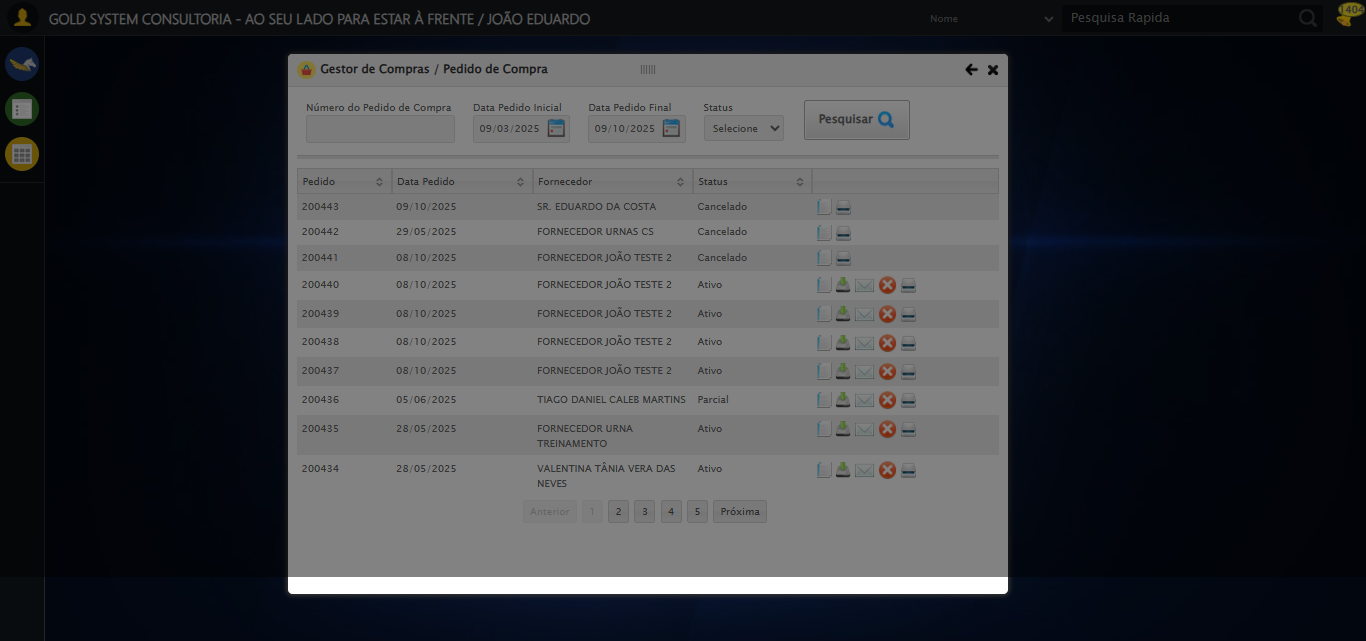 GOLD SYSTEM CONSULTORIA - AO SEU LADO PARA ESTAR À FRENTE / JOÃO EDUARDO
Nome
Pesquisa Rapida
1404
Gestor de Compras / Pedido de Compra
Número do Pedido de Compra Data Pedido Inicial Data Pedido Final Status
09/03/2025 09/10/2025 Selecione Pesquisar
Pedido Data Pedido Fornecedor Status
200443 09/10/2025 SR. EDUARDO DA COSTA Cancelado
200442 29/05/2025 FORNECEDOR URNAS CS Cancelado
200441 08/10/2025 FORNECEDOR JOÃO TESTE 2 Cancelado
200440 08/10/2025 FORNECEDOR JOÃO TESTE 2 Ativo
200439 08/10/2025 FORNECEDOR JOÃO TESTE 2 Ativo
200438 08/10/2025 FORNECEDOR JOÃO TESTE 2 Ativo
200437 08/10/2025 FORNECEDOR JOÃO TESTE 2 Ativo
200436 05/06/2025 TIAGO DANIEL CALEB MARTINS Parcial
200435 28/05/2025 FORNECEDOR URNA Ativo
TREINAMENTO
200434 28/05/2025 VALENTINA TÂNIA VERA DAS Ativo
NEVES
Anterior 1 2 3 4 5 Próxima